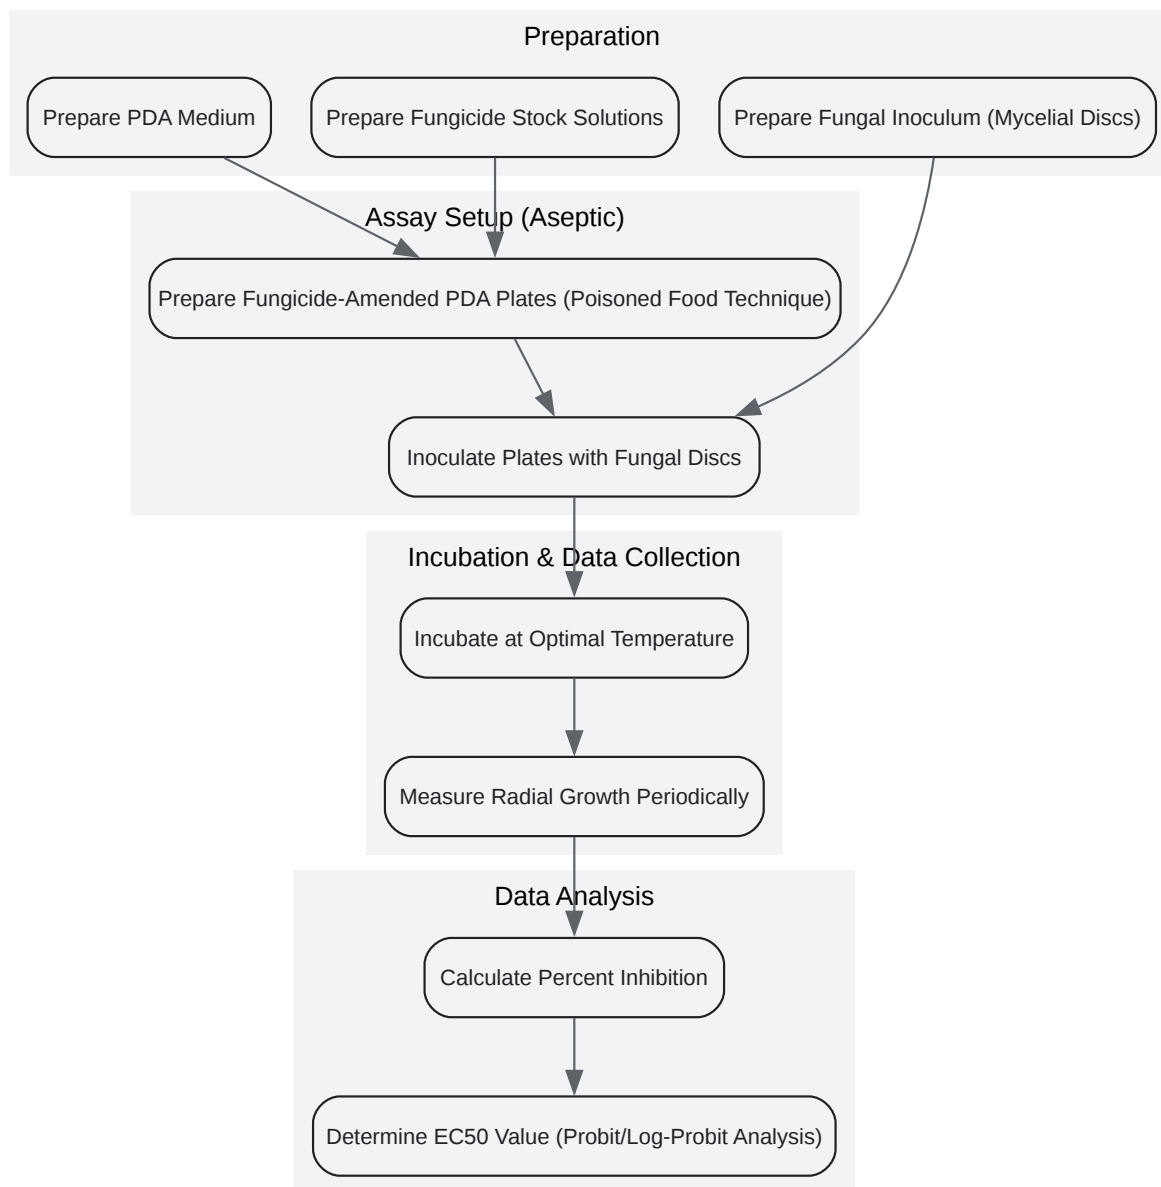 Preparation
Prepare PDA Medium
Prepare Fungicide Stock Solutions
Prepare Fungal Inoculum (Mycelial Discs)
Assay Setup (Aseptic)
Prepare Fungicide-Amended PDA Plates (Poisoned Food Technique)
Inoculate Plates with Fungal Discs
Incubation & Data Collection
Incubate at Optimal Temperature
Measure Radial Growth Periodically
Data Analysis
Calculate Percent Inhibition
Determine EC50 Value (Probit/Log-Probit Analysis)